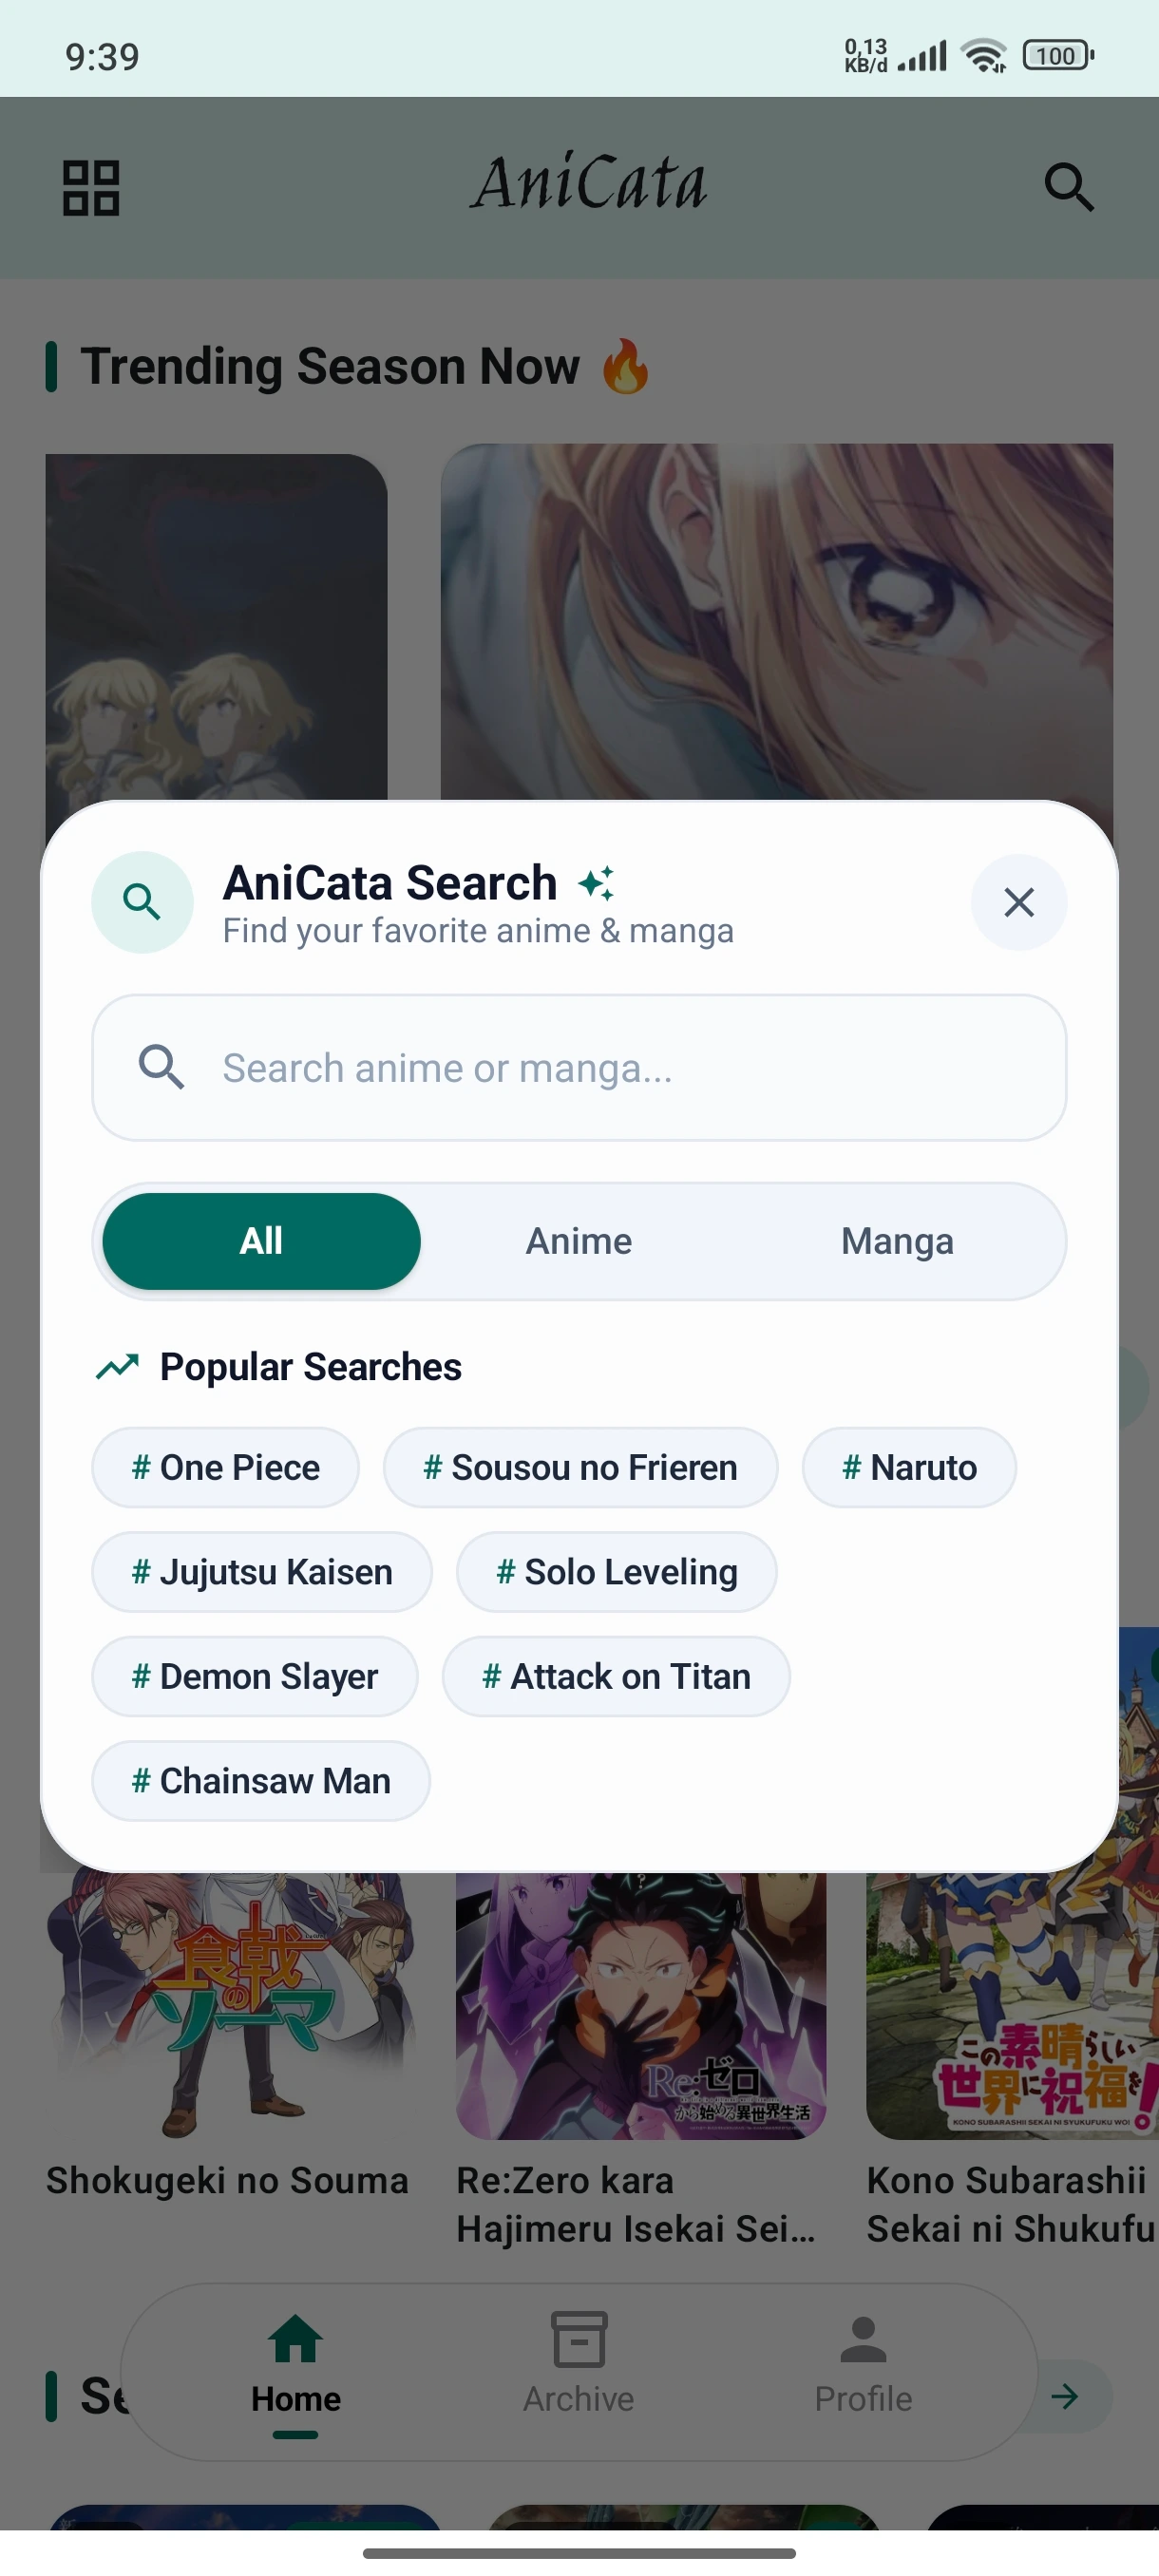 9:39
0,13
KB/d
100
AniCata
Trending Season Now 🔥
AniCata Search
Find your favorite anime & manga
Search anime or manga...
All
Anime
Manga
Popular Searches
# One Piece
# Sousou no Frieren
# Naruto
# Jujutsu Kaisen
# Solo Leveling
# Demon Slayer
# Attack on Titan
# Chainsaw Man
食戟の
ソーマ
Re:ゼロ
から始める異世界生活
この素晴らしい
世界に祝福を!
KONO SUBARASHII SEKAI NI SYUKUFUKU WO!
Shokugeki no Souma
Re:Zero kara
Hajimeru Isekai Sei...
Kono Subarashii
Sekai ni Shukufu
Se
Home
Archive
Profile